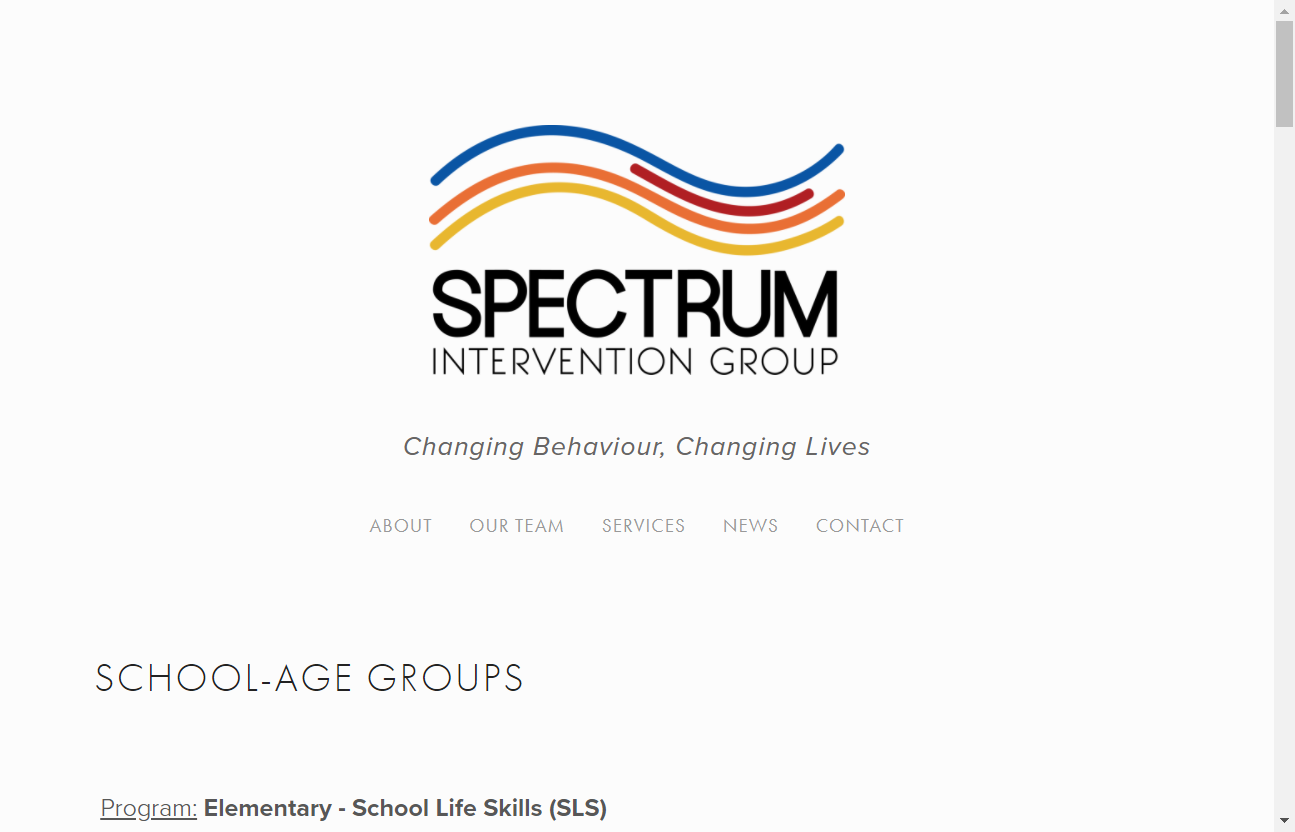 SPECTRUM
INTERVENTION GROUP
Changing Behaviour, Changing Lives
ABOUT OUR TEAM SERVICES NEWS CONTACT
SCHOOL-AGE GROUPS
Program: Elementary - School Life Skills (SLS)